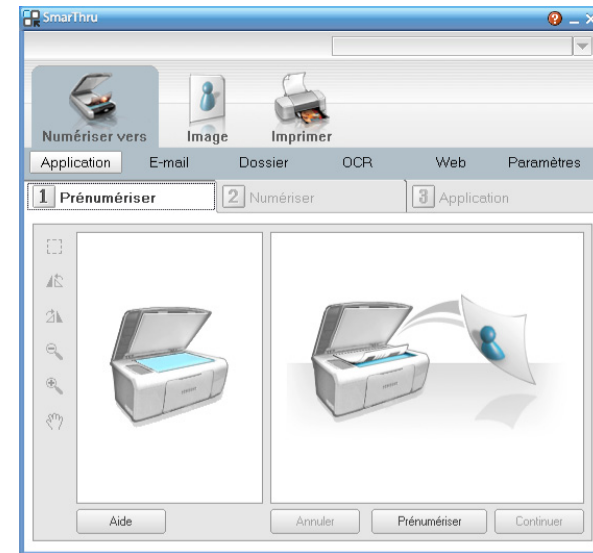 SmarThru
Numériser vers Image Imprimer
Application E-mail Dossier OCR Web Paramètres
1 Prénumériser 2 Numériser 3 Application
Aide Annuler Prénumériser Continuer